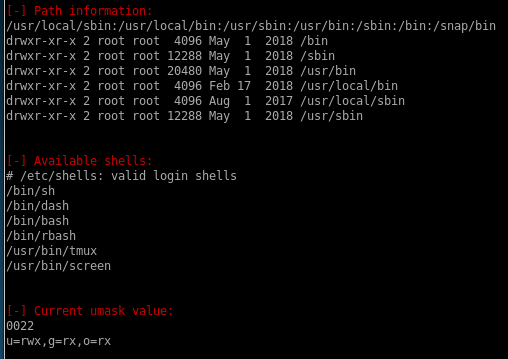 [-] Path information:
/usr/local/sbin:/usr/local/bin:/usr/sbin:/usr/bin:/sbin:/bin:/snap/bin
drwxr-xr-x 2 root root  4096 May  1  2018 /bin
drwxr-xr-x 2 root root 12288 May  1  2018 /sbin
drwxr-xr-x 2 root root 20480 May  1  2018 /usr/bin
drwxr-xr-x 2 root root  4096 Feb 17  2018 /usr/local/bin
drwxr-xr-x 2 root root  4096 Aug  1  2017 /usr/local/sbin
drwxr-xr-x 2 root root 12288 May  1  2018 /usr/sbin
[-] Available shells:
# /etc/shells: valid login shells
/bin/sh
/bin/dash
/bin/bash
/bin/rbash
/usr/bin/tmux
/usr/bin/screen
[-] Current umask value:
0022
u=rwx,g=rx,o=rx